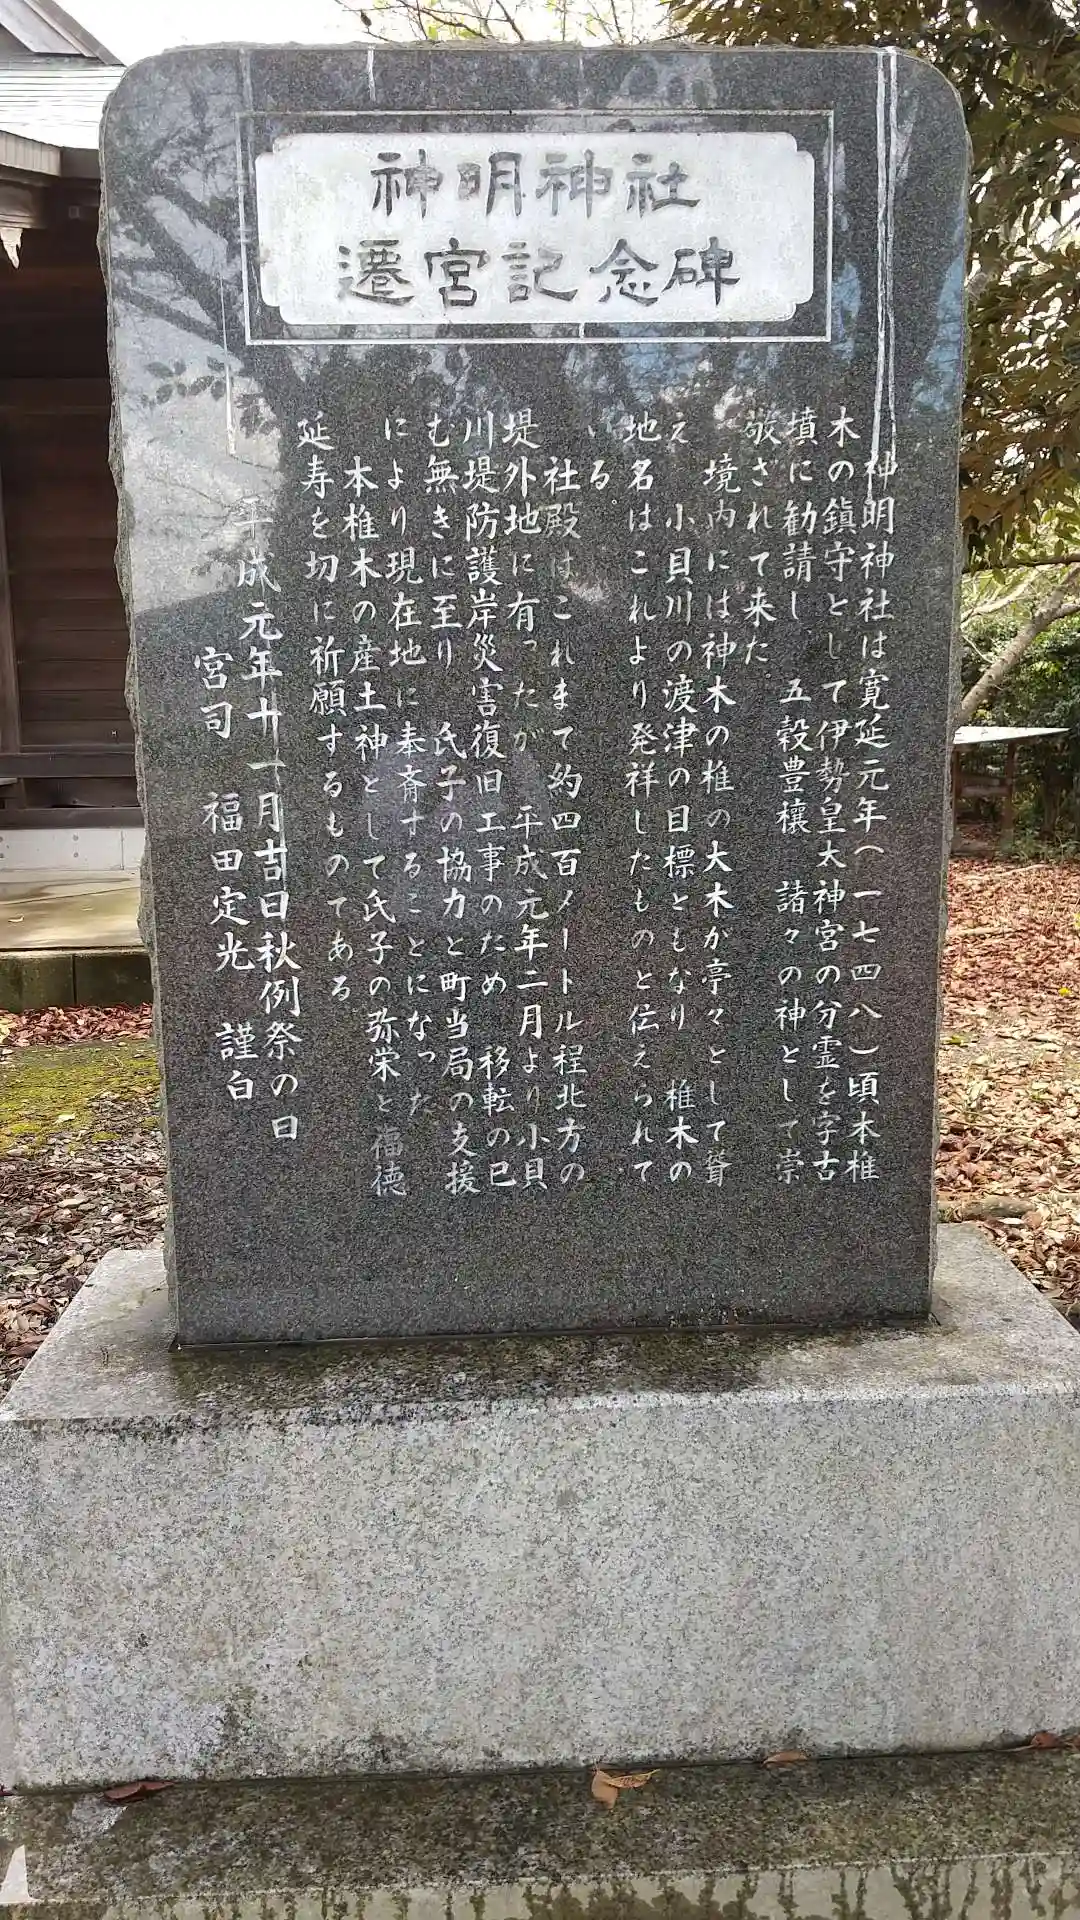 神明神社
遷宮記念碑
神明神社は寛延元年(一七四八)頃本椎
木の鎮守として伊勢皇太神宮の分霊を字古
墳に勧請し 五穀豊穣 諸々の神として崇
敬されて来た
境内には神木の椎の大木が亭々として聳
え 小貝川の渡津の目標ともなり 椎木の
地名はこれより発祥したものと伝えられて
いる。
社殿はこれまで約四百メートル程北方の
堤外地に有ったが 平成元年二月より小貝
川堤防護岸災害復旧工事のため 移転の已
む無きに至り 氏子の協力と町当局の支援
により現在地に奉斎することになった
本椎木の産土神として氏子の弥栄と福徳
延寿を切に祈願するものである
平成元年十一月吉日秋例祭の日
宮司 福田定光 謹白